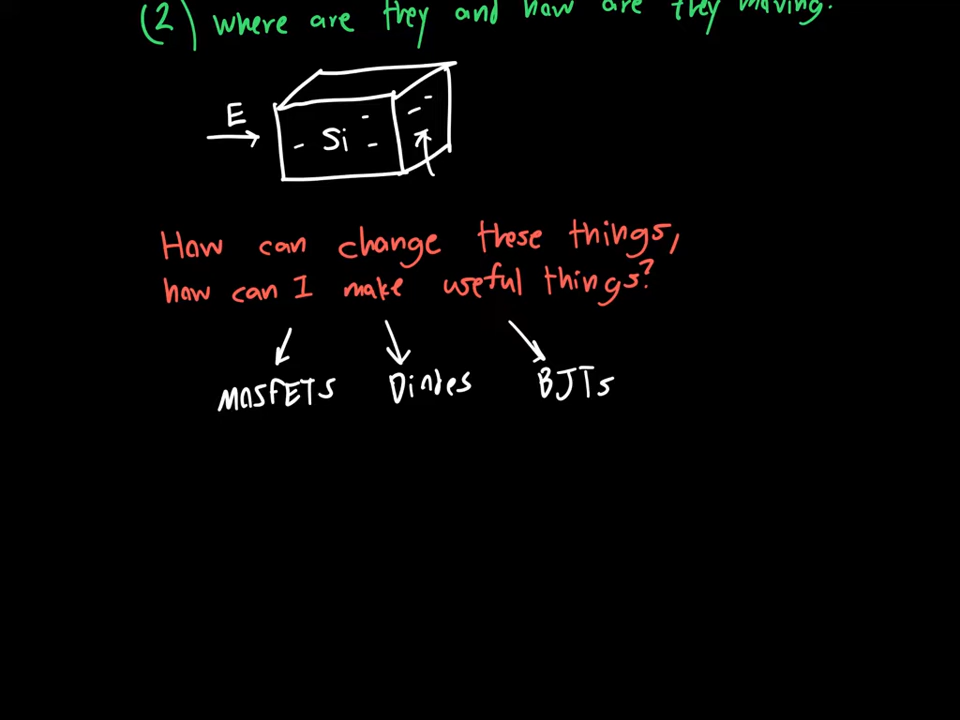 (2) where are they and how are they moving.
E
Si
How can change these things,
how can I make useful things?
MOSFETS Diodes BJTs